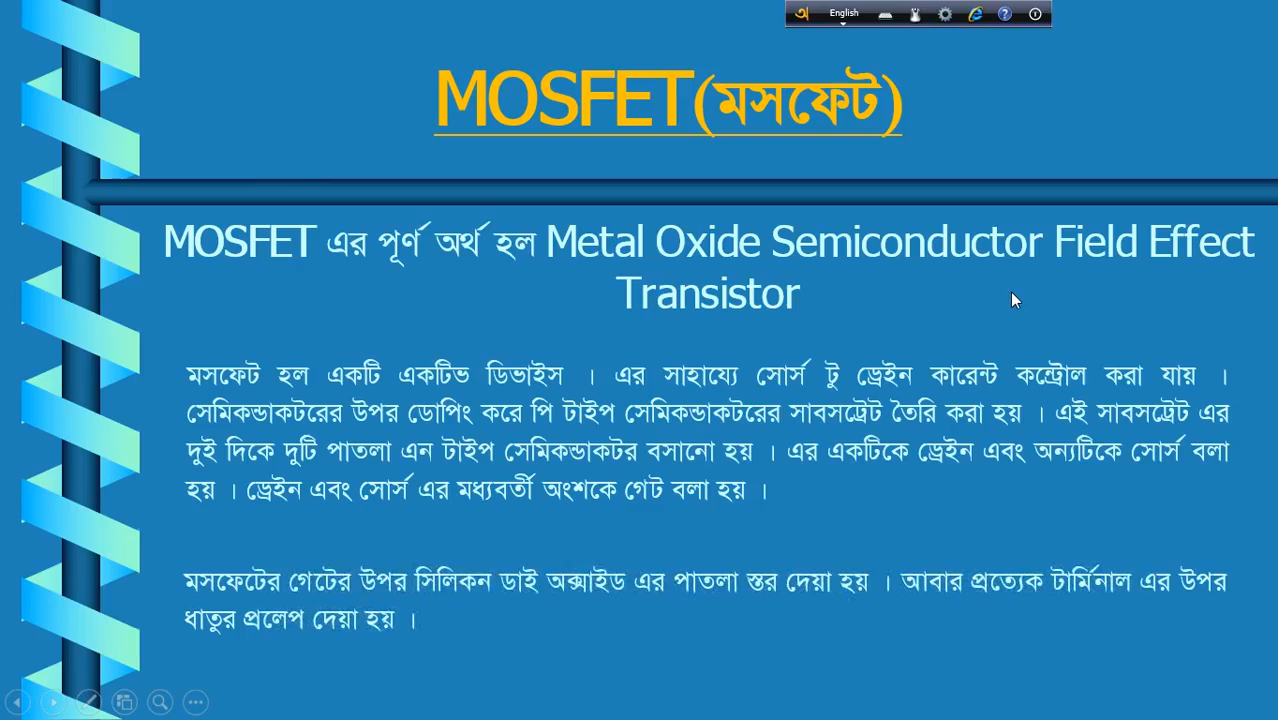 অ English
MOSFET(মসফেট)
MOSFET এর পূর্ণ অর্থ হল Metal Oxide Semiconductor Field Effect
Transistor
মসফেট হল একটি একটিভ ডিভাইস । এর সাহায্যে সোর্স টু ড্রেইন কারেন্ট কন্ট্রোল করা যায় ।
সেমিকন্ডাকটরের উপর ডোপিং করে পি টাইপ সেমিকন্ডাকটরের সাবসট্রেট তৈরি করা হয় । এই সাবসট্রেট এর
দুই দিকে দুটি পাতলা এন টাইপ সেমিকন্ডাকটর বসানো হয় । এর একটিকে ড্রেইন এবং অন্যটিকে সোর্স বলা
হয় । ড্রেইন এবং সোর্স এর মধ্যবর্তী অংশকে গেট বলা হয় ।
মসফেটের গেটের উপর সিলিকন ডাই অক্সাইড এর পাতলা স্তর দেয়া হয় । আবার প্রত্যেক টার্মিনাল এর উপর
ধাতুর প্রলেপ দেয়া হয় ।